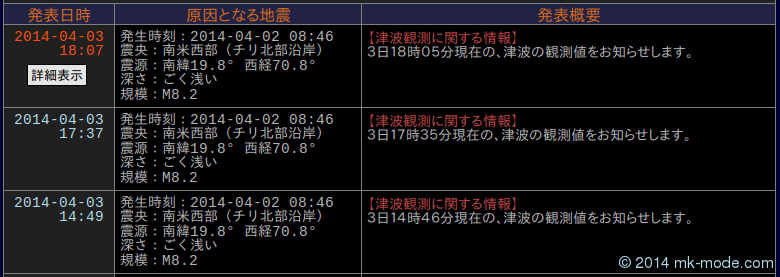 発表日時 原因となる地震 発表概要
2014-04-03
18:07
詳細表示
発生時刻：2014-04-02 08:46
震央：南米西部（チリ北部沿岸）
震源：南緯19.8° 西経70.8°
深さ：ごく浅い
規模：M8.2
【津波観測に関する情報】
3日18時05分現在の、津波の観測値をお知らせします。
2014-04-03
17:37
発生時刻：2014-04-02 08:46
震央：南米西部（チリ北部沿岸）
震源：南緯19.8° 西経70.8°
深さ：ごく浅い
規模：M8.2
【津波観測に関する情報】
3日17時35分現在の、津波の観測値をお知らせします。
2014-04-03
14:49
発生時刻：2014-04-02 08:46
震央：南米西部（チリ北部沿岸）
震源：南緯19.8° 西経70.8°
深さ：ごく浅い
規模：M8.2
【津波観測に関する情報】
3日14時46分現在の、津波の観測値をお知らせします。
© 2014 mk-mode.com